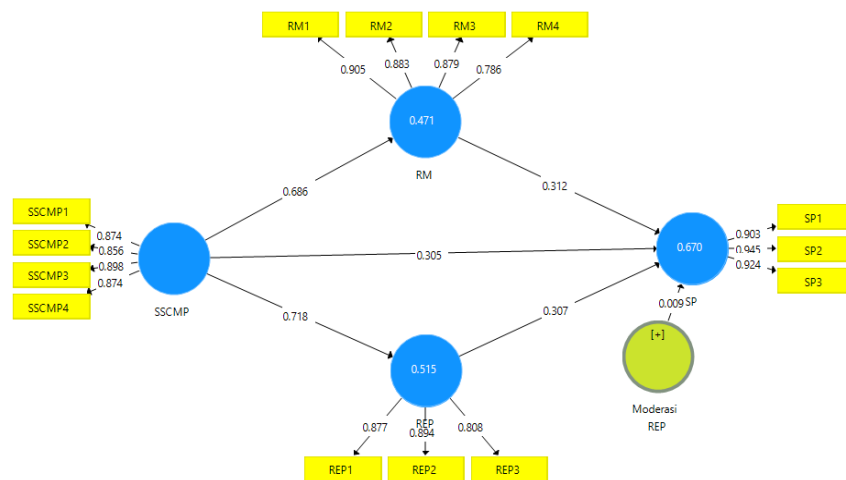 RM1 RM2 RM3 RM4
0.905 0.883 0.879 0.786
0.471
RM
0.686
0.312
SSCMP1
SSCMP2
SSCMP3
SSCMP4
0.874
0.856
0.898
0.874
SSCMP
0.305
0.670
SP
0.903
0.945
0.924
SP1
SP2
SP3
0.718
0.307
0.009
[+]
Moderasi
REP
0.515
REP
0.877 0.894 0.808
REP1 REP2 REP3